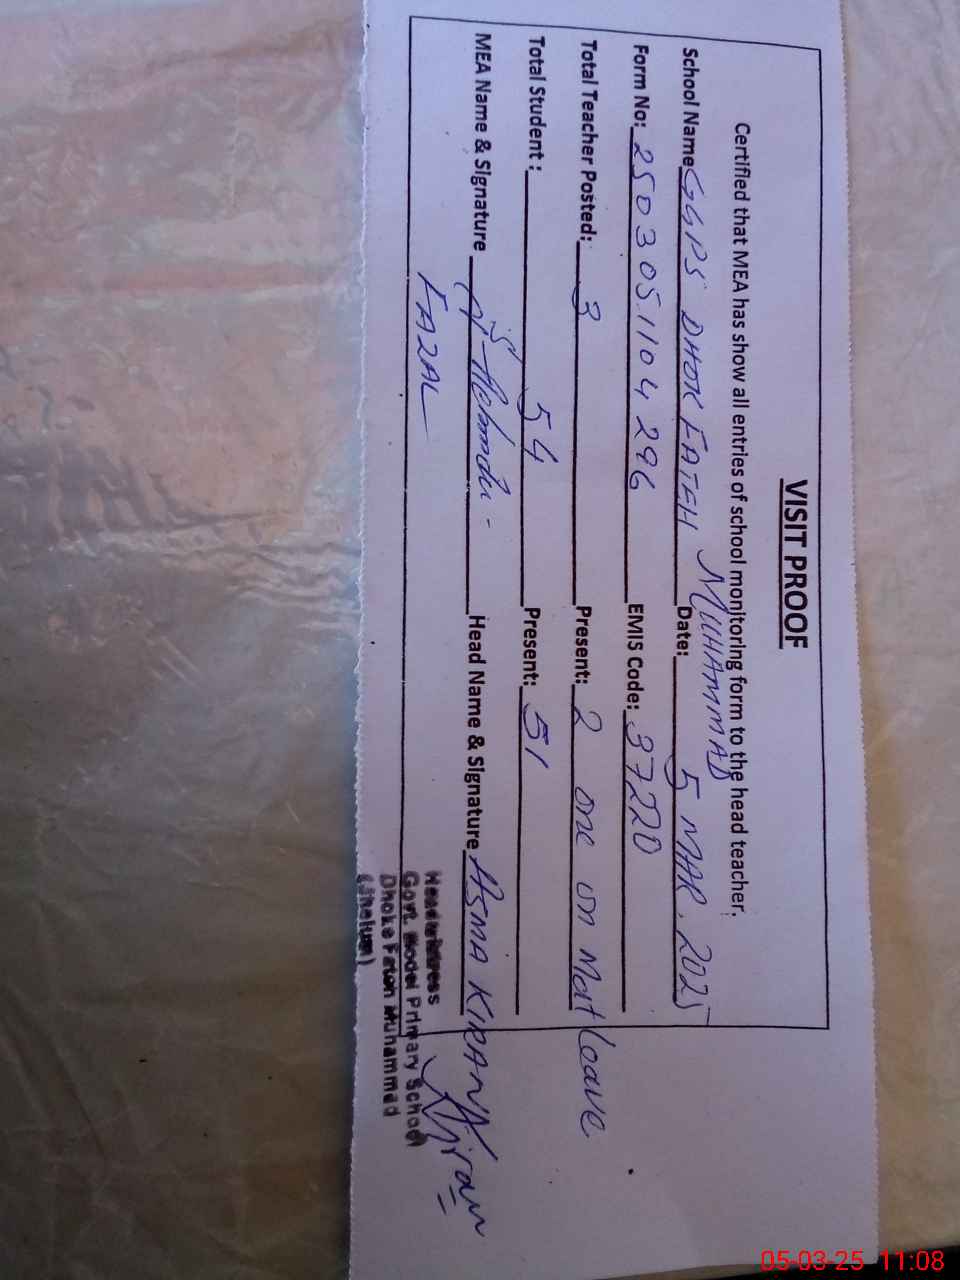 VISIT PROOF
Certified that MEA has show all entries of school monitoring form to the head teacher.
School Name GGPS DHOK FATEH MUHAMMAD Date: 5 MAR. 2025
Form No: 2503051104296 EMIS Code: 37220
Total Teacher Posted: 3 Present: 2 one on Mat Leave
Total Student : 54 Present: 51
MEA Name & Signature Head Name & Signature ASMA KIRAN Kiran
FAZAL
Headmistress
Govt. Model Primary School
Dhoke Fateh Muhammad
(Jhelum)
05-03-25 11:08